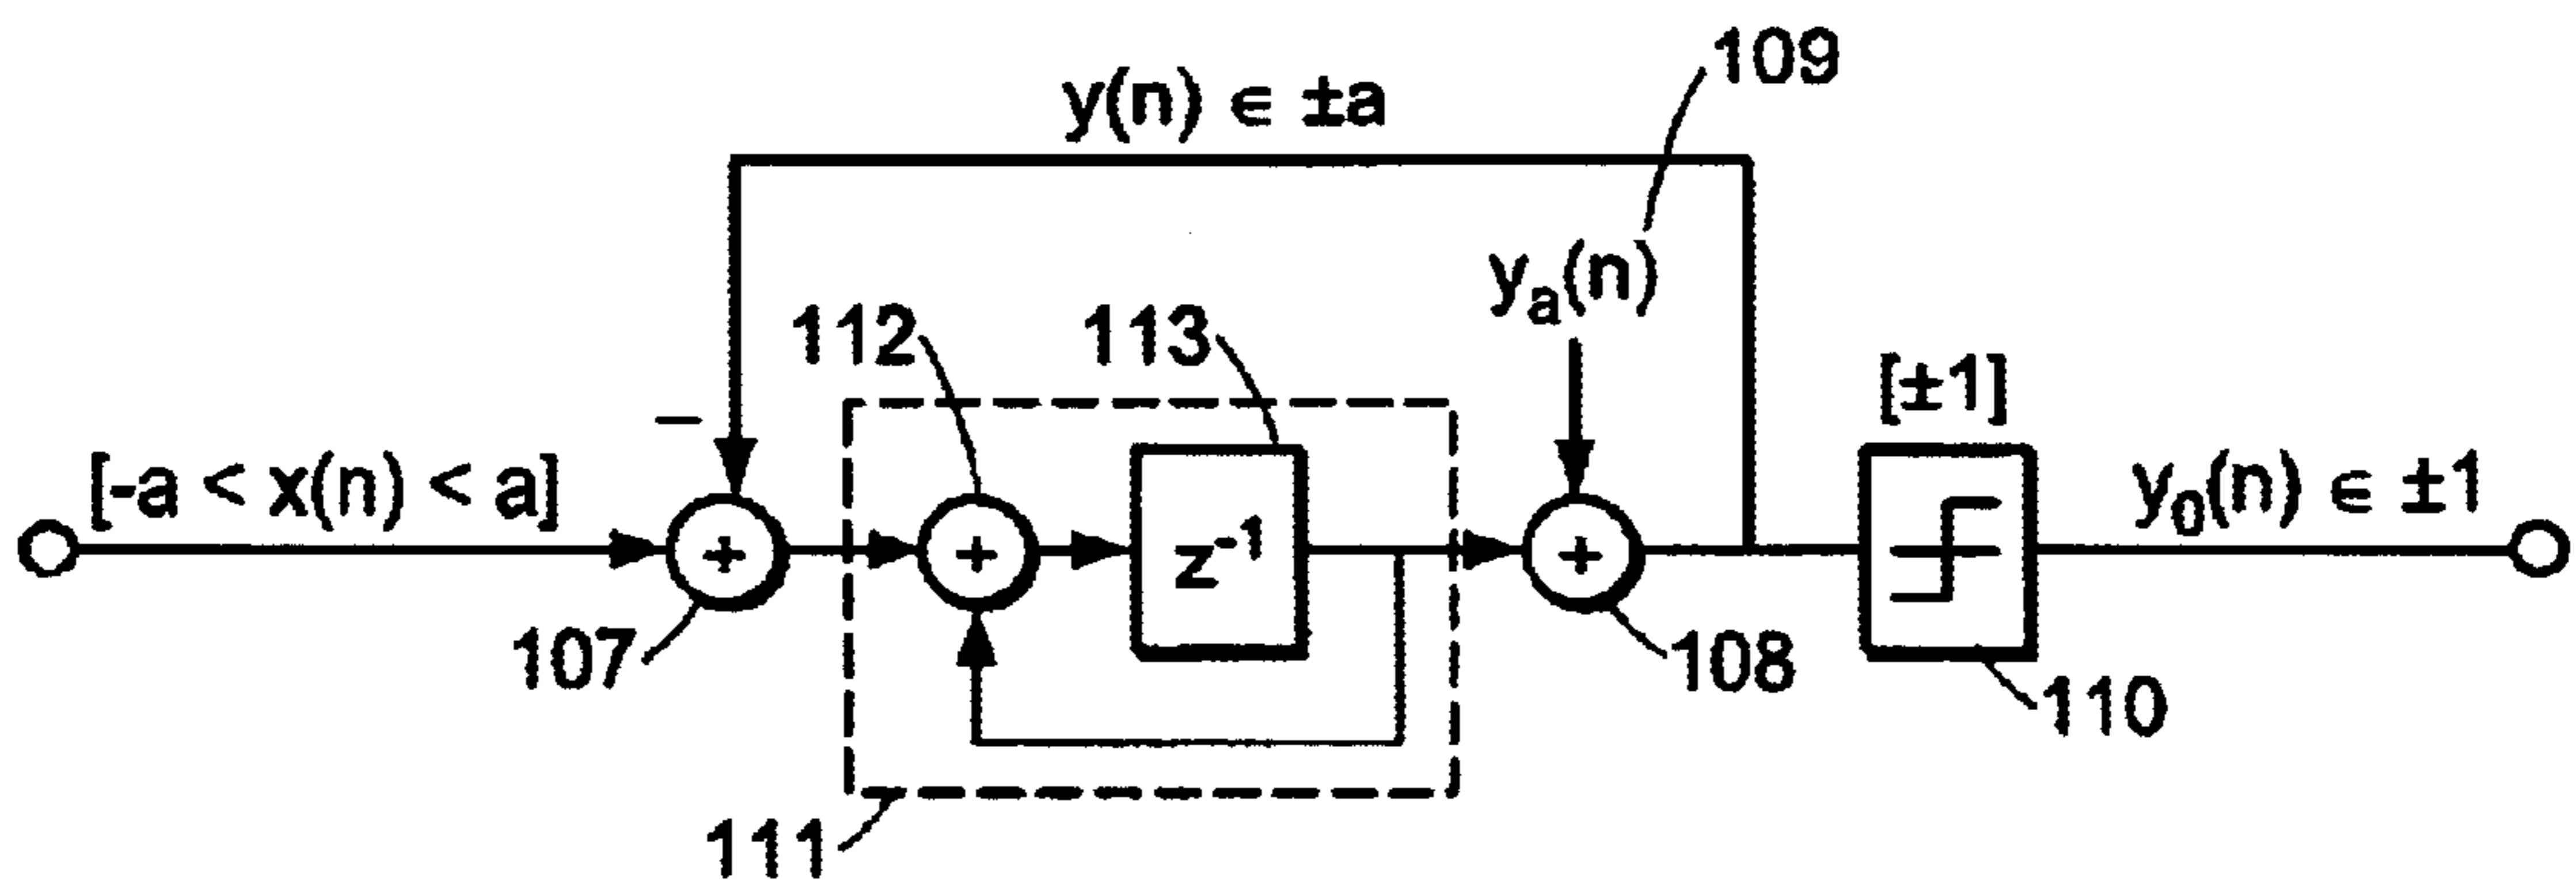 109
y(n) ∈ ±a
yₐ(n)
112
113
[±1]
−
[-a < x(n) < a]
y₀(n) ∈ ±1
+
+
z⁻¹
+
107
108
110
111